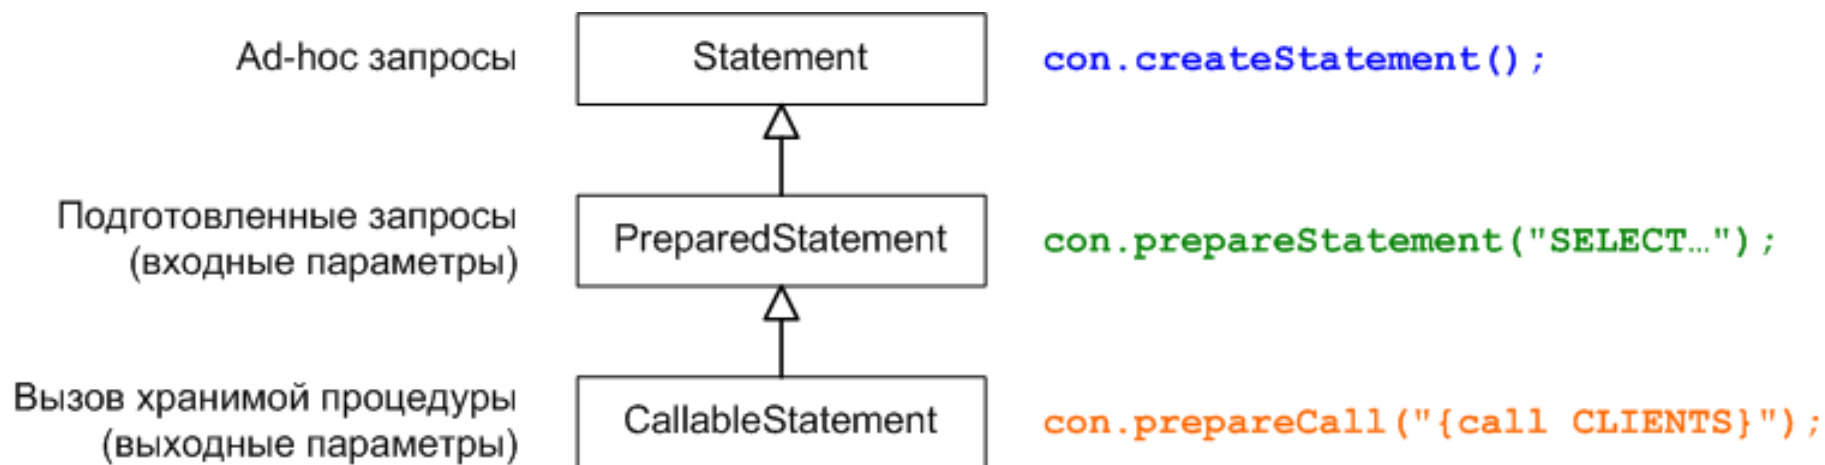 Ad-hoc запросы Statement con.createStatement();
Подготовленные запросы
(входные параметры) PreparedStatement con.prepareStatement("SELECT…");
Вызов хранимой процедуры
(выходные параметры) CallableStatement con.prepareCall("{call CLIENTS}");